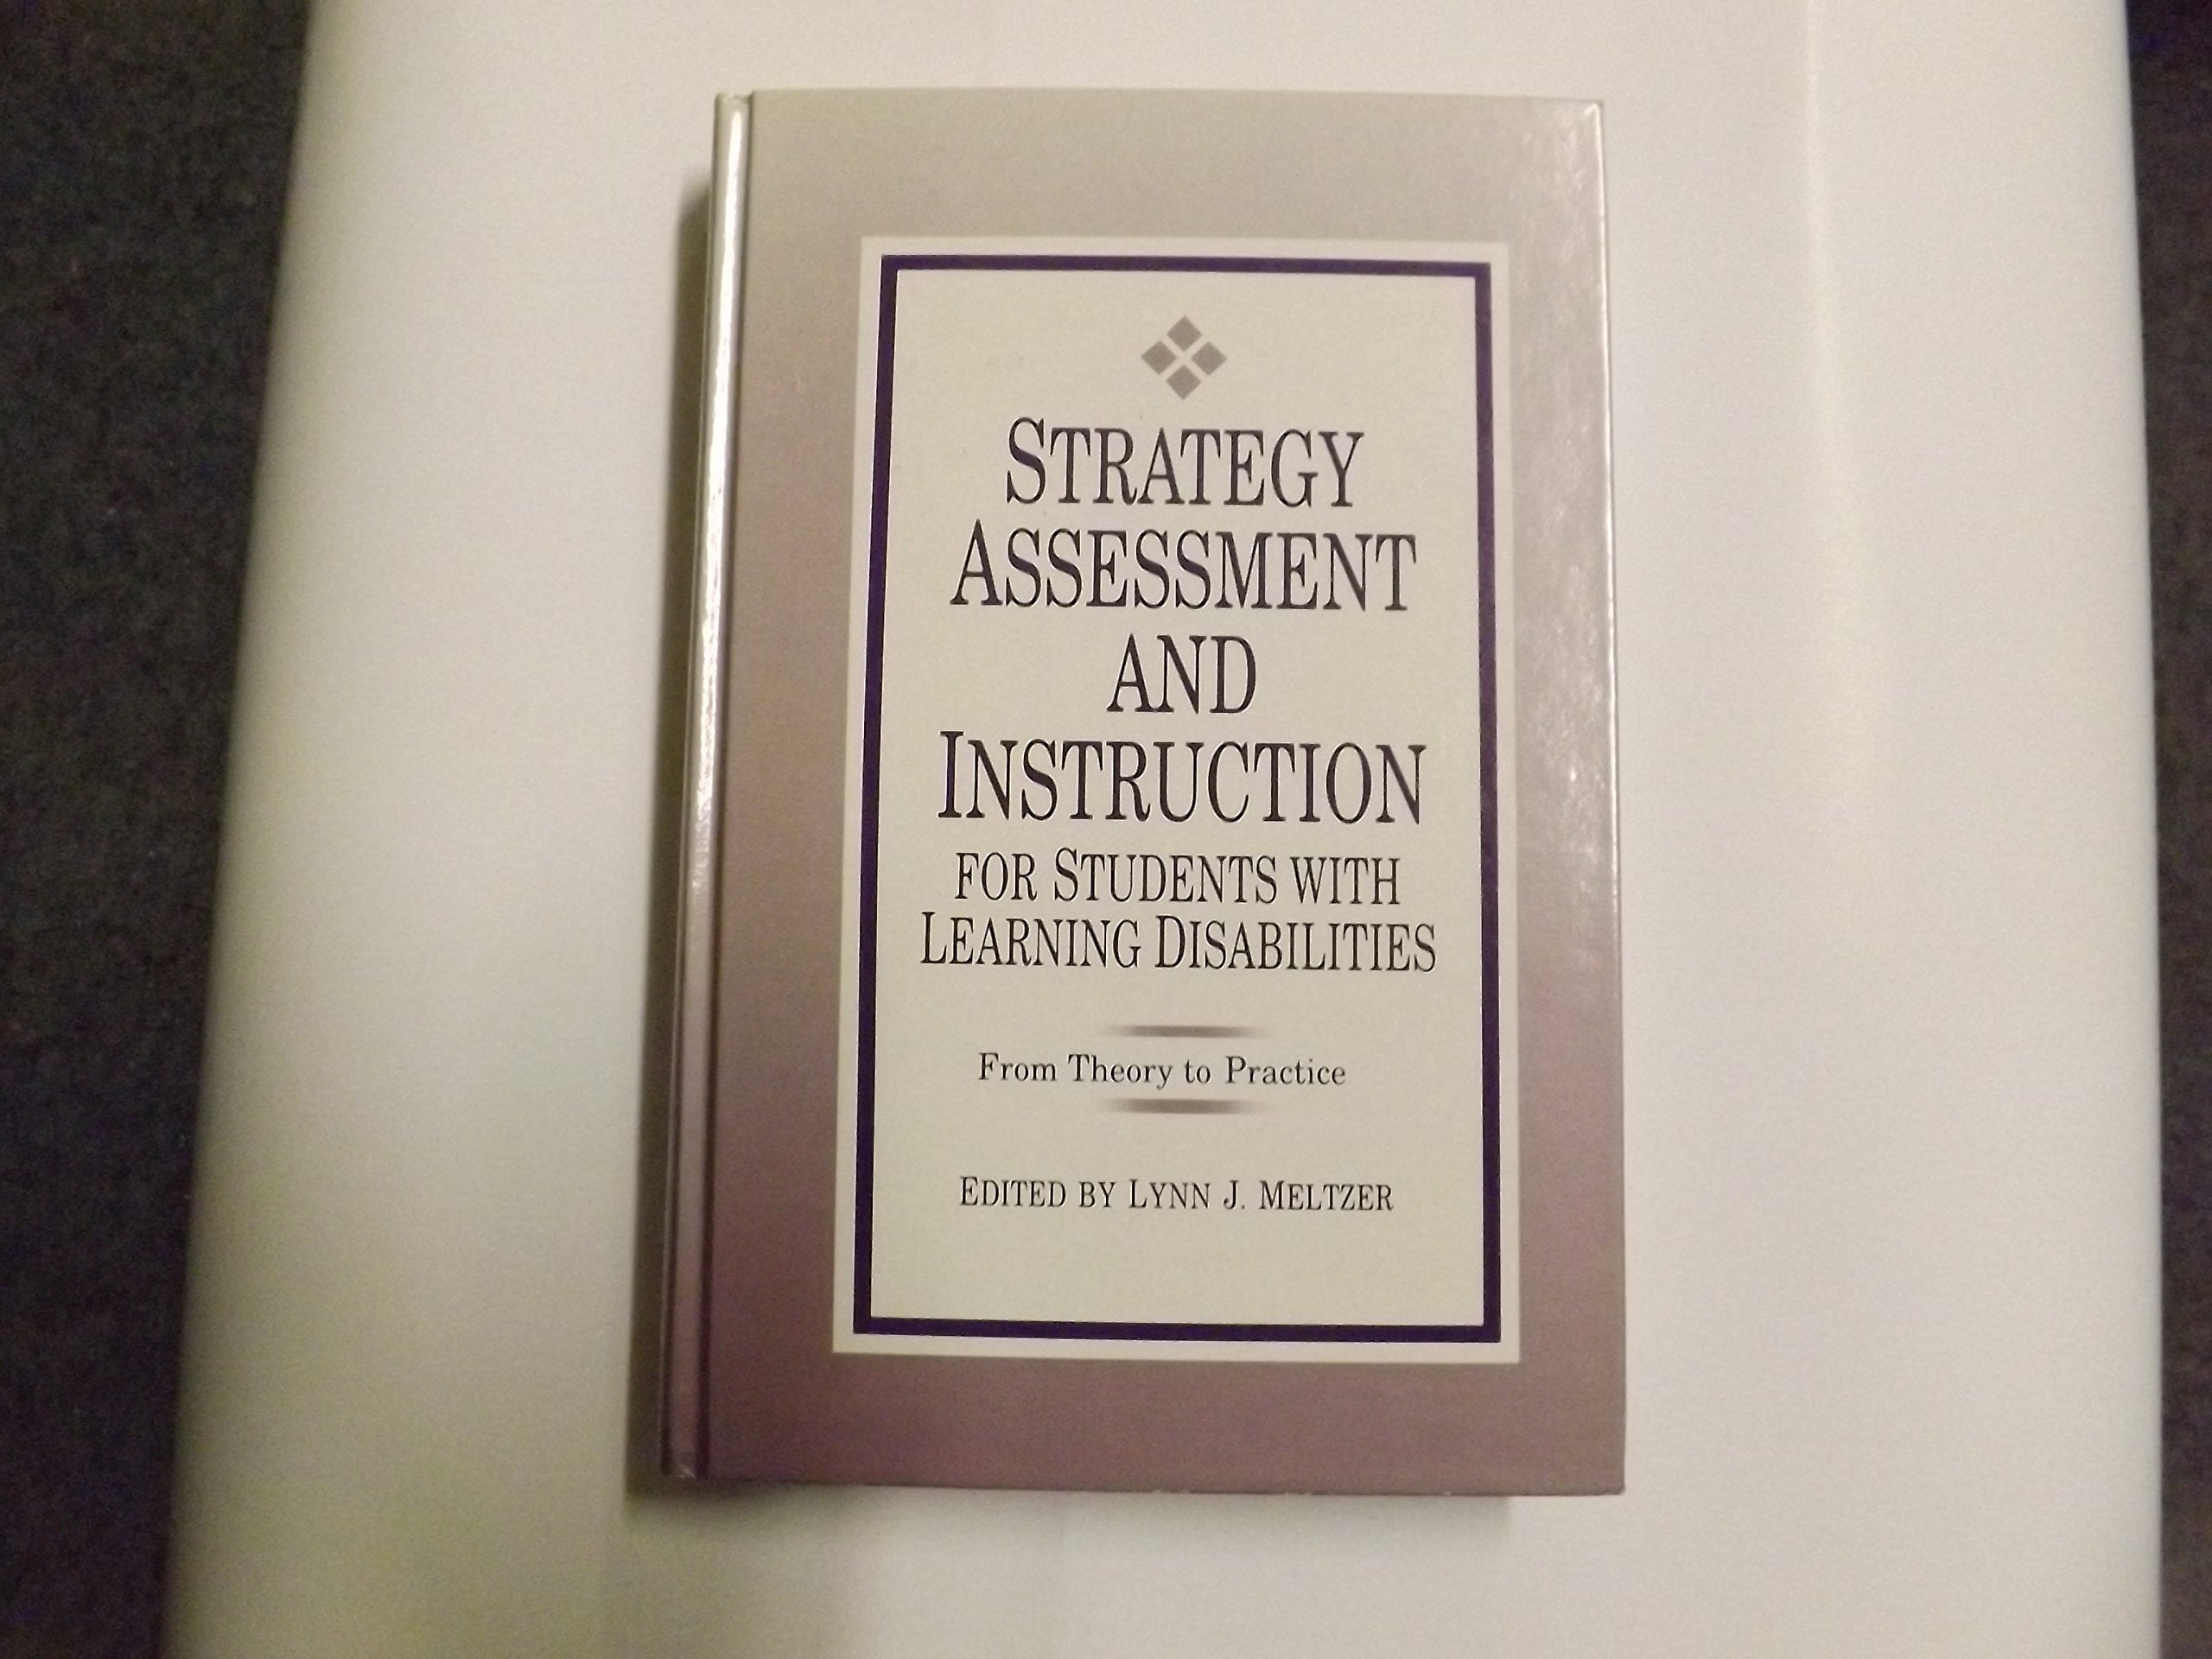 STRATEGY
ASSESSMENT
AND
INSTRUCTION
FOR STUDENTS WITH
LEARNING DISABILITIES
From Theory to Practice
EDITED BY LYNN J. MELTZER